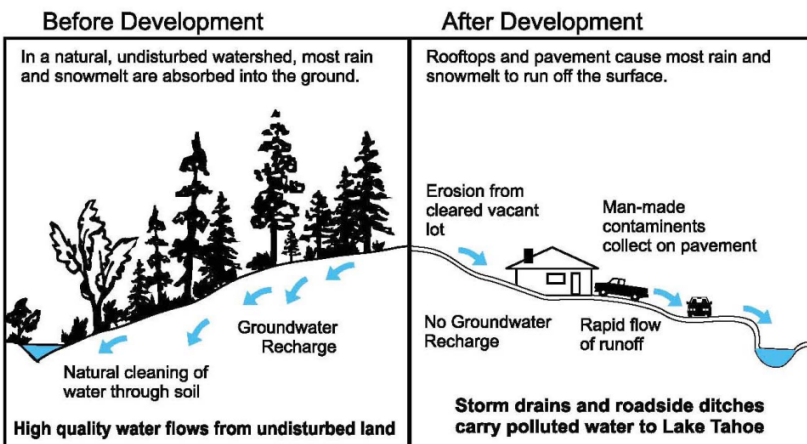 Before Development
In a natural, undisturbed watershed, most rain
and snowmelt are absorbed into the ground.
Groundwater
Recharge
Natural cleaning of
water through soil
High quality water flows from undisturbed land
After Development
Rooftops and pavement cause most rain and
snowmelt to run off the surface.
Erosion from
cleared vacant
lot
Man-made
contaminents
collect on pavement
No Groundwater
Recharge
Rapid flow
of runoff
Storm drains and roadside ditches
carry polluted water to Lake Tahoe